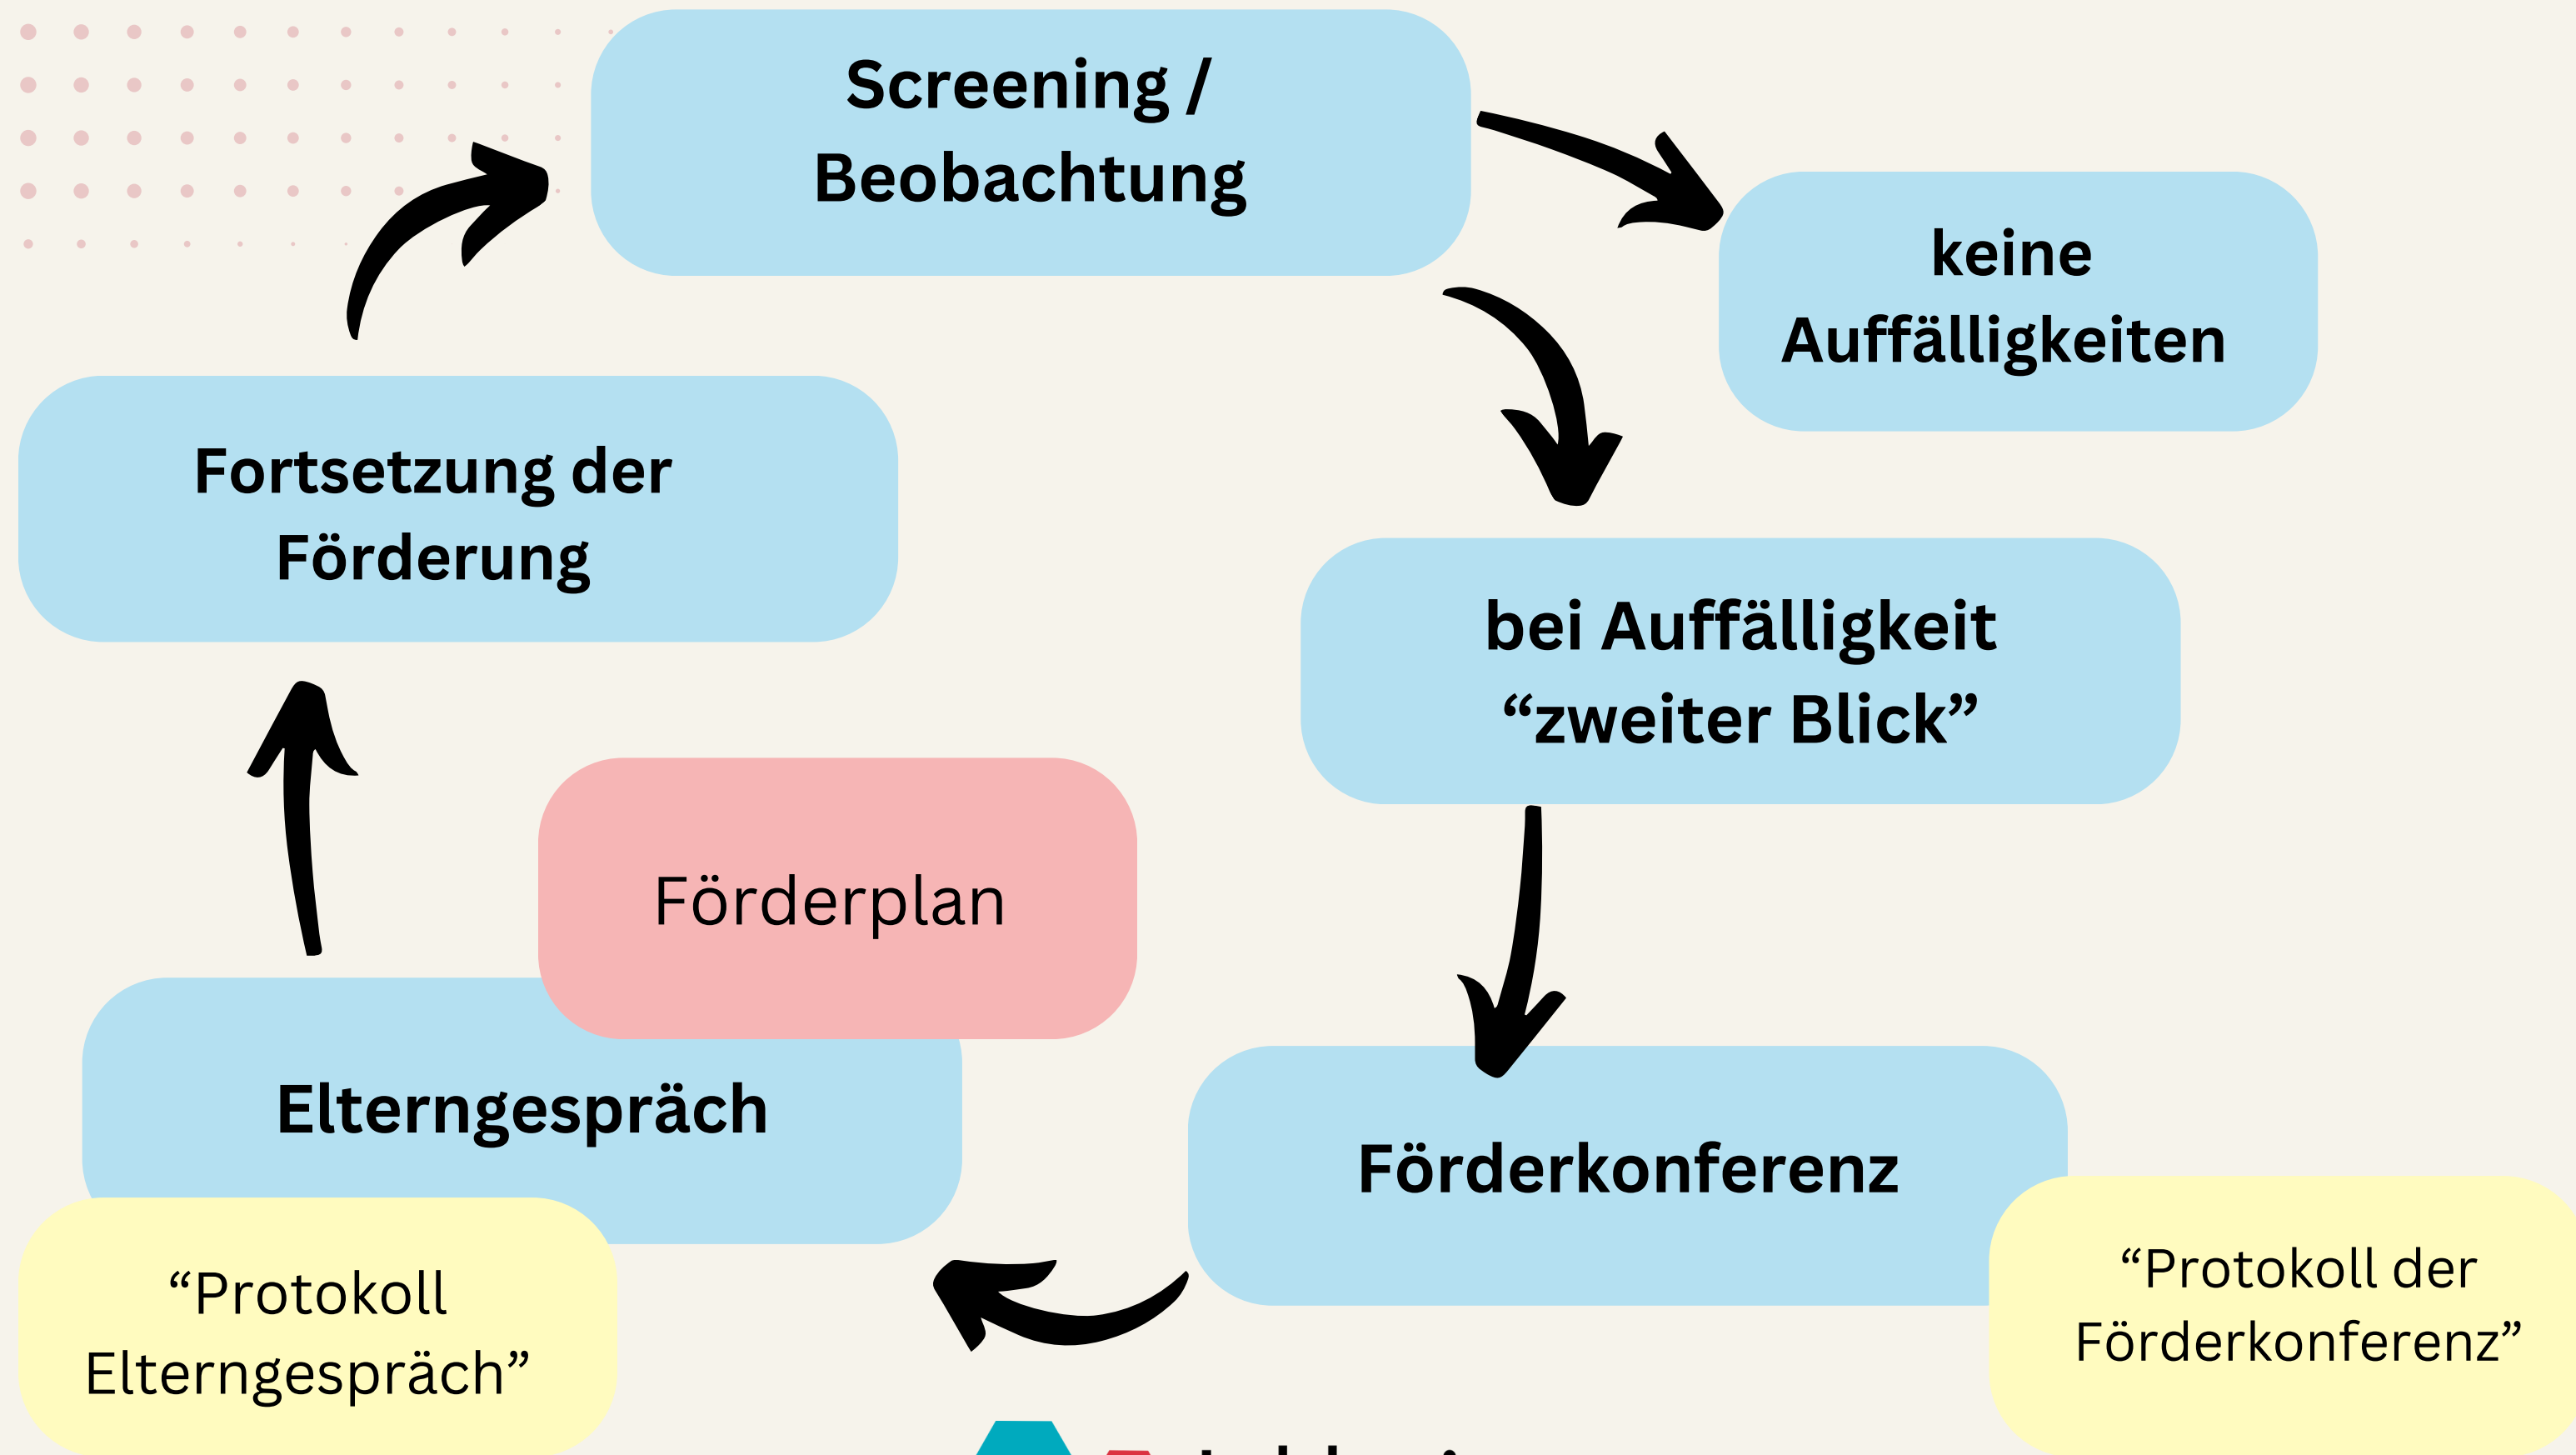 Screening /
Beobachtung
keine
Auffälligkeiten
Fortsetzung der
Förderung
bei Auffälligkeit
“zweiter Blick”
Förderplan
Elterngespräch
Förderkonferenz
“Protokoll
Elterngespräch”
“Protokoll der
Förderkonferenz”